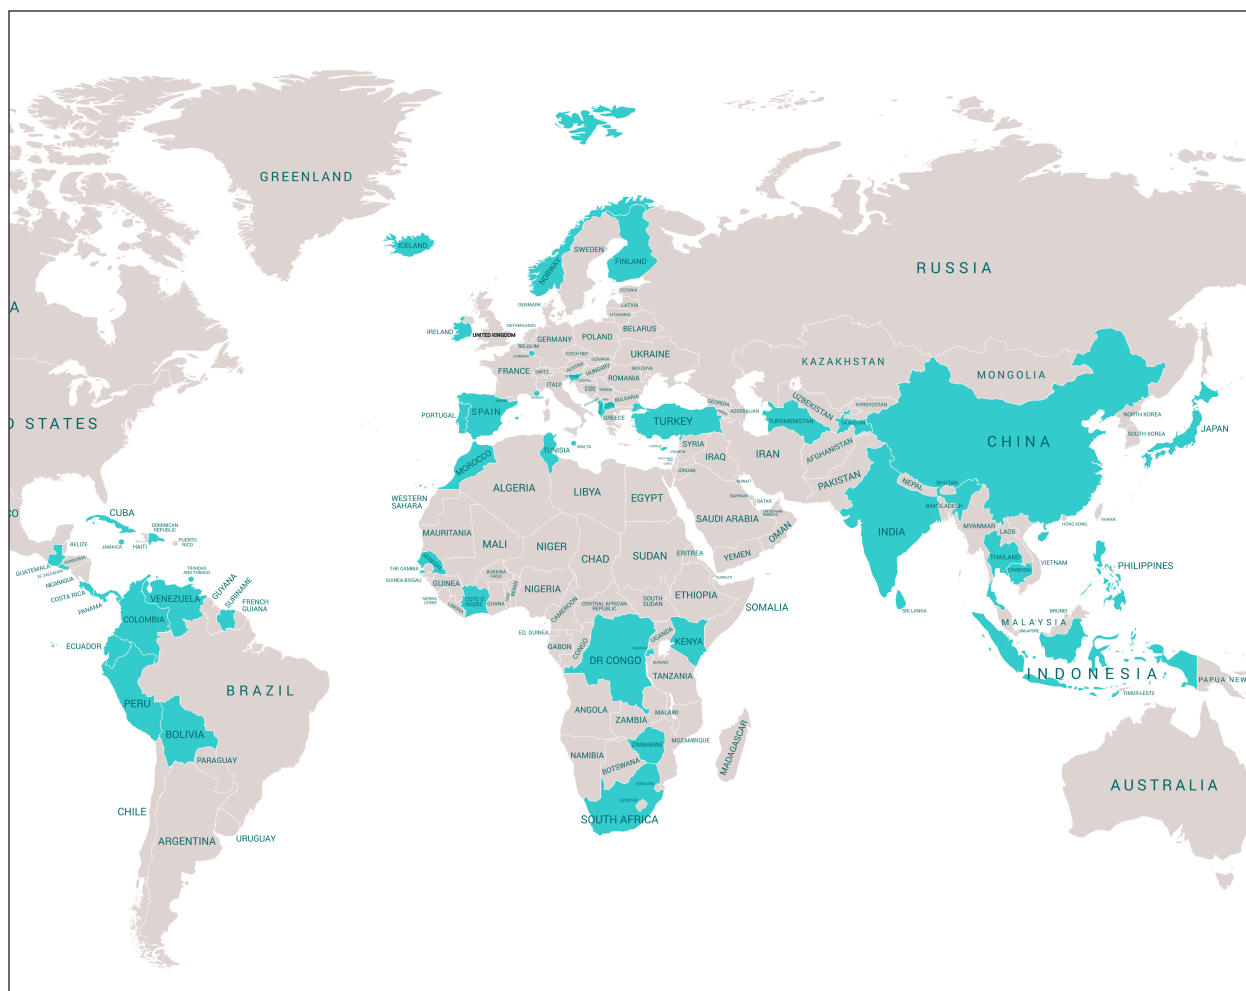 GREENLAND
ICELAND
RUSSIA
SWEDEN
FINLAND
NORWAY
ESTONIA
LATVIA
LITHUANIA
DENMARK
A
IRELAND
UNITED KINGDOM
NETHERLANDS
BELARUS
POLAND
GERMANY
BELGIUM
CZECH REP.
SLOVAKIA
UKRAINE
KAZAKHSTAN
MONGOLIA
FRANCE
SWITZ.
AUSTRIA
HUNGARY
MOLDOVA
ROMANIA
ITALY
SERBIA
BULGARIA
GEORGIA
AZERBAIJAN
UZBEKISTAN
KYRGYZSTAN
NORTH KOREA
D STATES
PORTUGAL
SPAIN
GREECE
TURKEY
TURKMENISTAN
TAJIKISTAN
CHINA
SOUTH KOREA
JAPAN
MALTA
TUNISIA
MOROCCO
SYRIA
LEBANON
IRAQ
IRAN
AFGHANISTAN
JORDAN
PAKISTAN
NEPAL
BHUTAN
KUWAIT
ALGERIA
LIBYA
EGYPT
BAHRAIN
QATAR
WESTERN
SAHARA
CO
CUBA
DOMINICAN
REPUBLIC
SAUDI ARABIA
BANGLADESH
HONG KONG
TAIWAN
INDIA
MYANMAR
LAOS
MAURITANIA
OMAN
BELIZE
JAMAICA
HAITI
PUERTO
RICO
MALI
NIGER
CHAD
SUDAN
ERITREA
YEMEN
GUATEMALA
HONDURAS
EL SALVADOR
NICARAGUA
TRINIDAD
AND TOBAGO
SENEGAL
THE GAMBIA
GUINEA-BISSAU
GUINEA
BURKINA
FASO
BENIN
TOGO
NIGERIA
DJIBOUTI
THAILAND
CAMBODIA
VIETNAM
PHILIPPINES
COSTA RICA
PANAMA
VENEZUELA
GUYANA
SURINAME
FRENCH
GUIANA
SIERRA
LEONE
LIBERIA
COTE D'
IVOIRE
GHANA
CAMEROON
CENTRAL AFRICAN
REPUBLIC
SOUTH
SUDAN
ETHIOPIA
SOMALIA
SRI LANKA
COLOMBIA
BRUNEI
MALAYSIA
SINGAPORE
ECUADOR
EQ. GUINEA
GABON
CONGO
DR CONGO
UGANDA
KENYA
RWANDA
BURUNDI
TANZANIA
INDONESIA
PAPUA NEW
TIMOR-LESTE
BRAZIL
PERU
BOLIVIA
ANGOLA
ZAMBIA
MALAWI
MOZAMBIQUE
MADAGASCAR
ZIMBABWE
NAMIBIA
BOTSWANA
PARAGUAY
AUSTRALIA
LESOTHO
SOUTH AFRICA
CHILE
ARGENTINA
URUGUAY